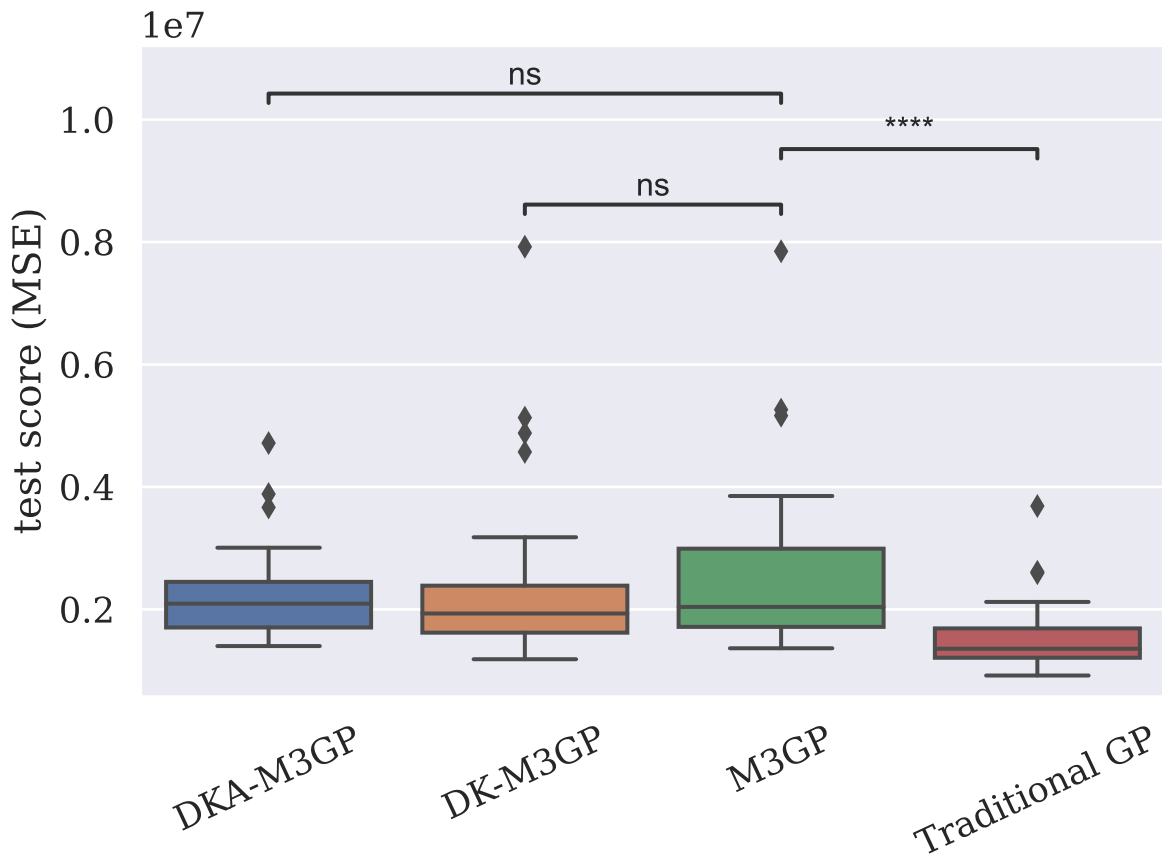 1e7
ns
1.0
****
ns
0.8
0.6
0.4
0.2
test score (MSE)
DKA-M3GP
DK-M3GP
M3GP
Traditional GP